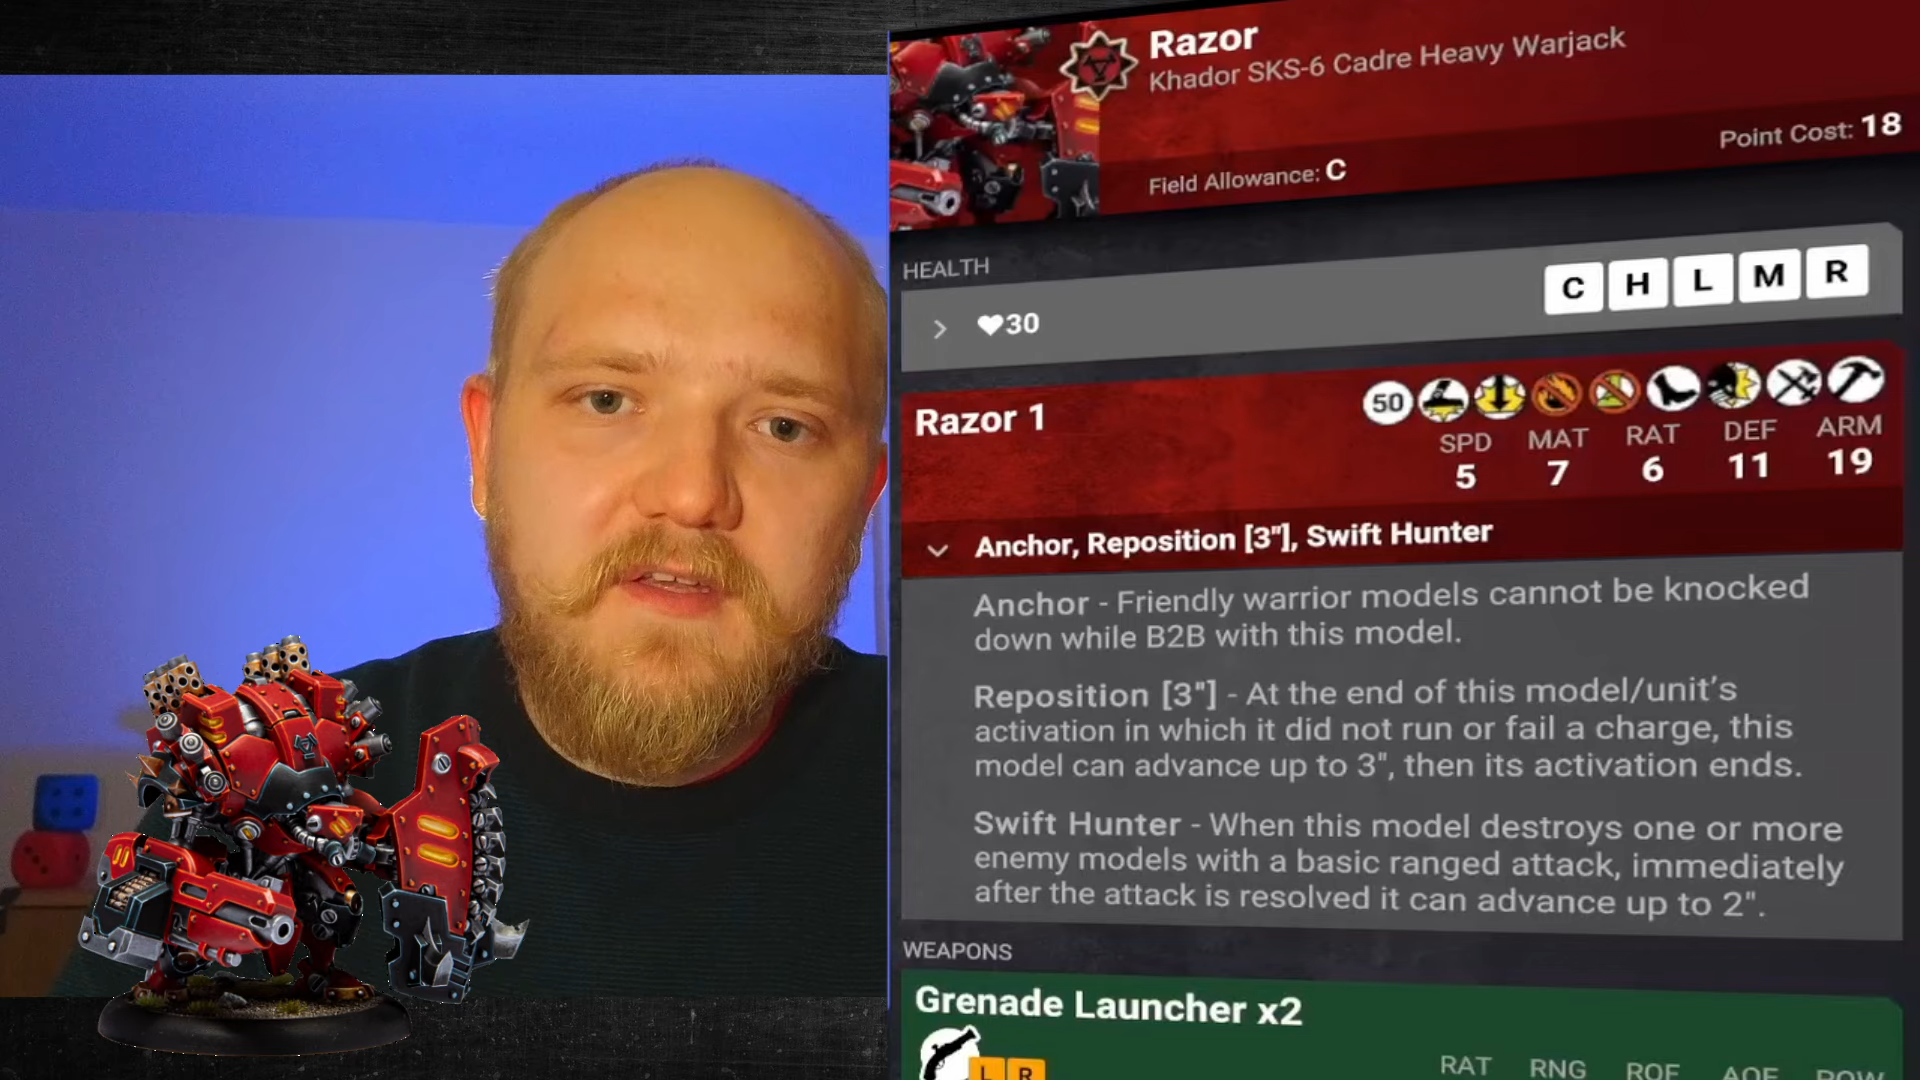 Razor
Khador SKS-6 Cadre Heavy Warjack
Point Cost: 18
Field Allowance: C
HEALTH
30
C H L M R
Razor 1
50
SPD MAT RAT DEF ARM
5 7 6 11 19
Anchor, Reposition [3"], Swift Hunter
Anchor - Friendly warrior models cannot be knocked
down while B2B with this model.
Reposition [3"] - At the end of this model/unit's
activation in which it did not run or fail a charge, this
model can advance up to 3", then its activation ends.
Swift Hunter - When this model destroys one or more
enemy models with a basic ranged attack, immediately
after the attack is resolved it can advance up to 2".
WEAPONS
Grenade Launcher x2
L R
RAT RNG ROF AOE POW